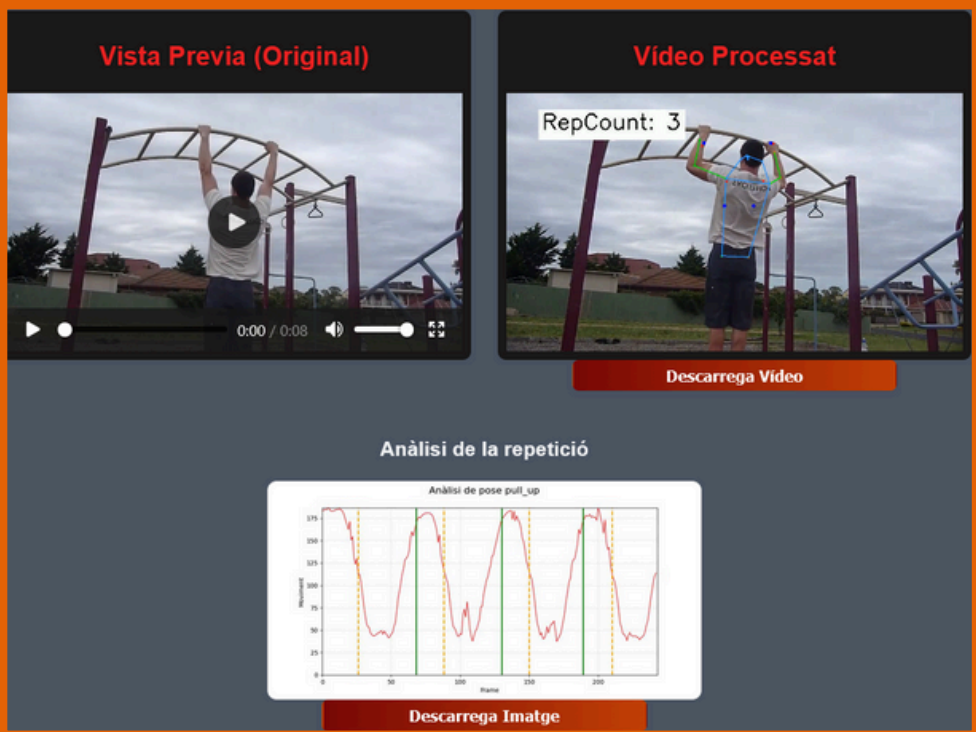 Vista Previa (Original)
Vídeo Processat
RepCount: 3
EVOLUTION
0:00 / 0:08
Descarrega Vídeo
Anàlisi de la repetició
Anàlisi de pose pull_up
175
150
125
100
75
50
25
0
Moviment
0
50
100
150
200
Frame
Descarrega Imatge